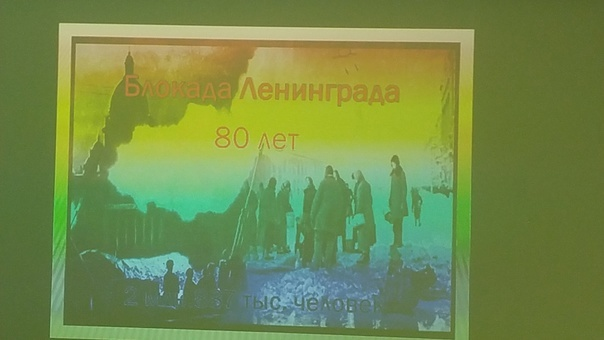 Блокада Ленинграда
80 лет
тыс. человек